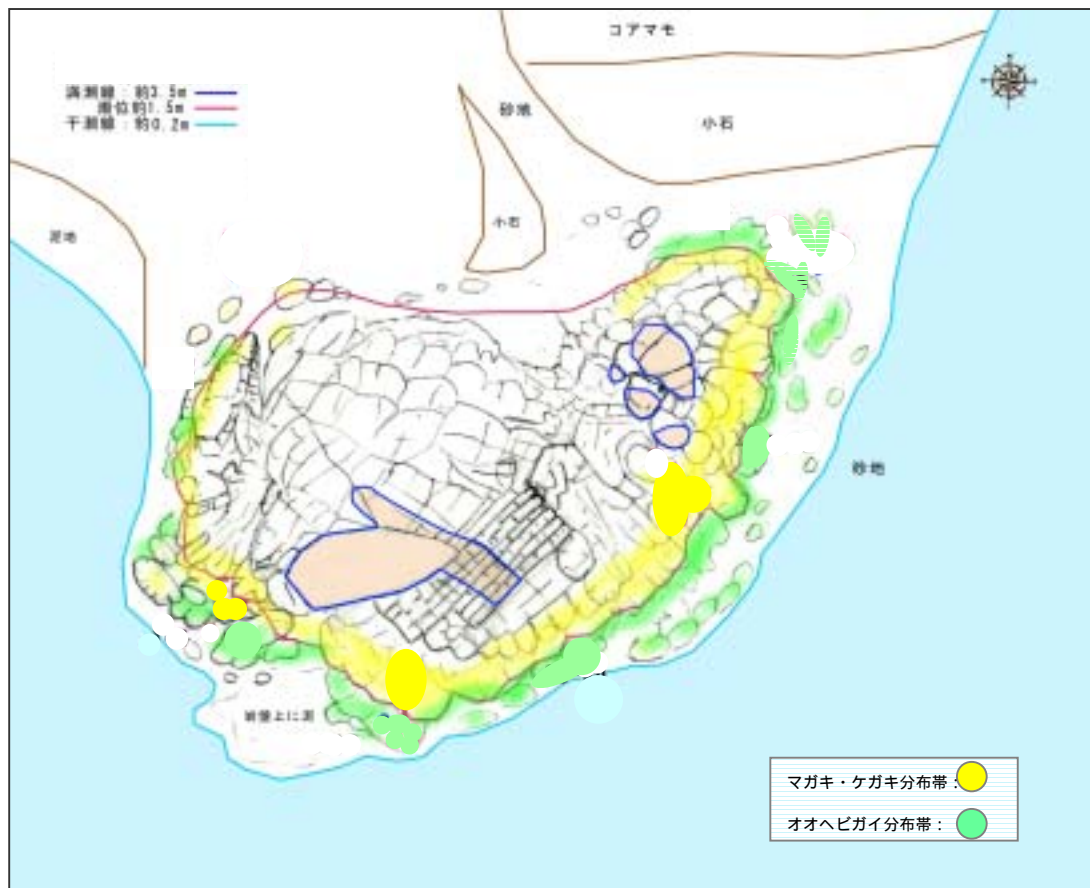 コアマモ
満潮線：約3.5m
潮位約1.5m
干潮線：約0.2m
砂地
小石
小石
泥地
砂地
岩盤上に泥
マガキ・ケガキ分布帯：
オオヘビガイ分布帯：